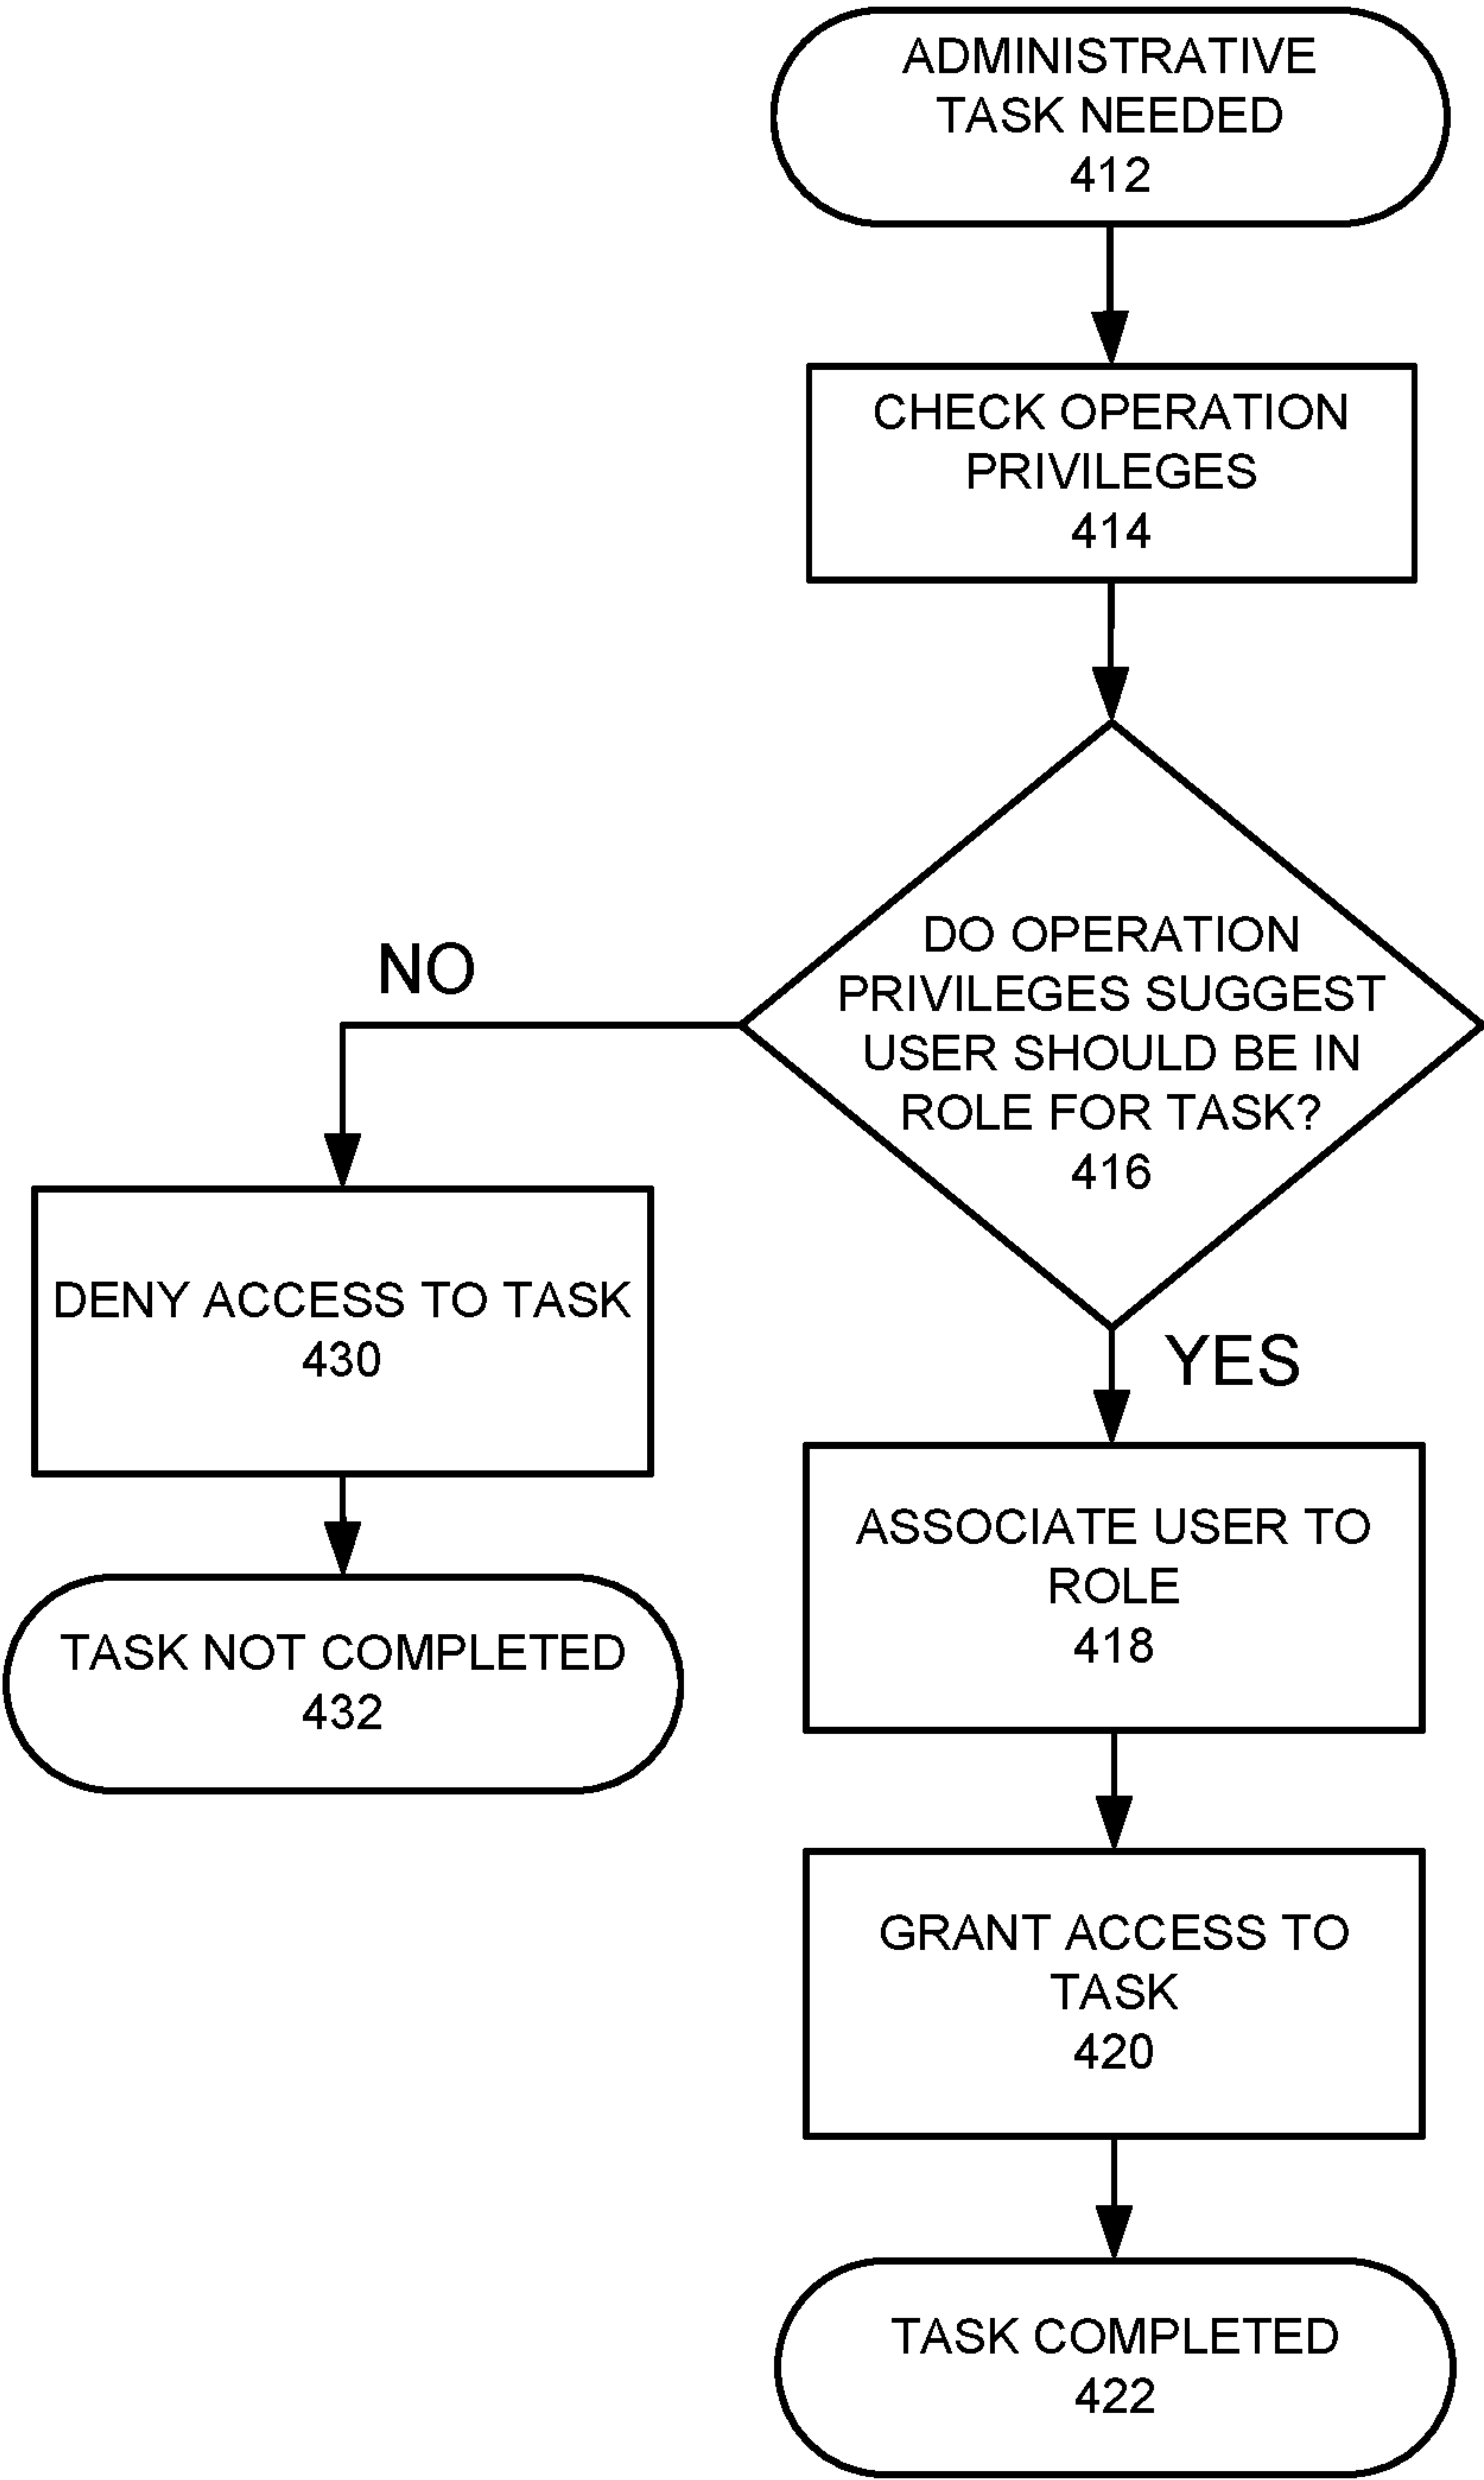 ADMINISTRATIVE
TASK NEEDED
412
CHECK OPERATION
PRIVILEGES
414
DO OPERATION
PRIVILEGES SUGGEST
USER SHOULD BE IN
ROLE FOR TASK?
416
NO
DENY ACCESS TO TASK
430
TASK NOT COMPLETED
432
YES
ASSOCIATE USER TO
ROLE
418
GRANT ACCESS TO
TASK
420
TASK COMPLETED
422